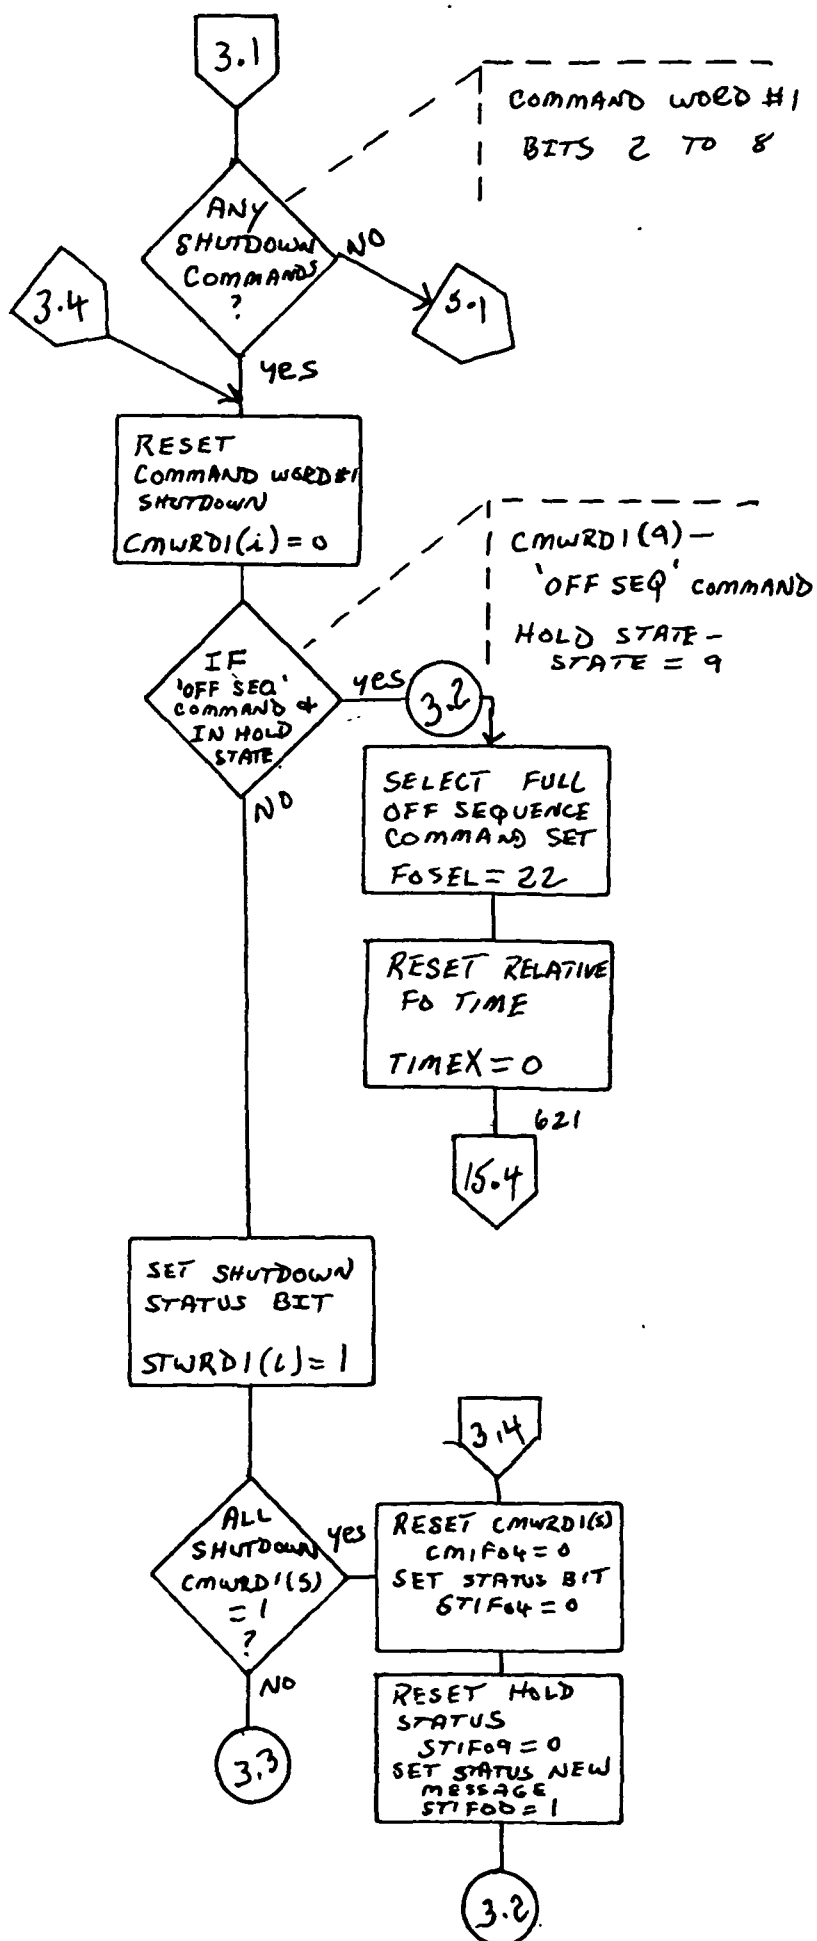 3.1
COMMAND WORD #1
BITS 2 TO 8
ANY
SHUTDOWN
COMMANDS
?
NO
5.1
3.4
yes
RESET
COMMAND WORD #1
SHUTDOWN
CMWRD1(i) = 0
CMWRD1(9) –
'OFF SEQ' COMMAND
HOLD STATE –
STATE = 9
IF
'OFF SEQ'
COMMAND &
IN HOLD
STATE
yes
3.2
NO
SELECT FULL
OFF SEQUENCE
COMMAND SET
FOSEL = 22
RESET RELATIVE
FO TIME
TIMEX = 0
621
15.4
SET SHUTDOWN
STATUS BIT
STWRD1(i) = 1
3.4
ALL
SHUTDOWN
CMWRD1(5)
= 1
?
yes
RESET CMWRD1(5)
CM1F04 = 0
SET STATUS BIT
ST1F04 = 0
NO
3.3
RESET HOLD
STATUS
ST1F09 = 0
SET STATUS NEW
MESSAGE
ST1F00 = 1
3.2